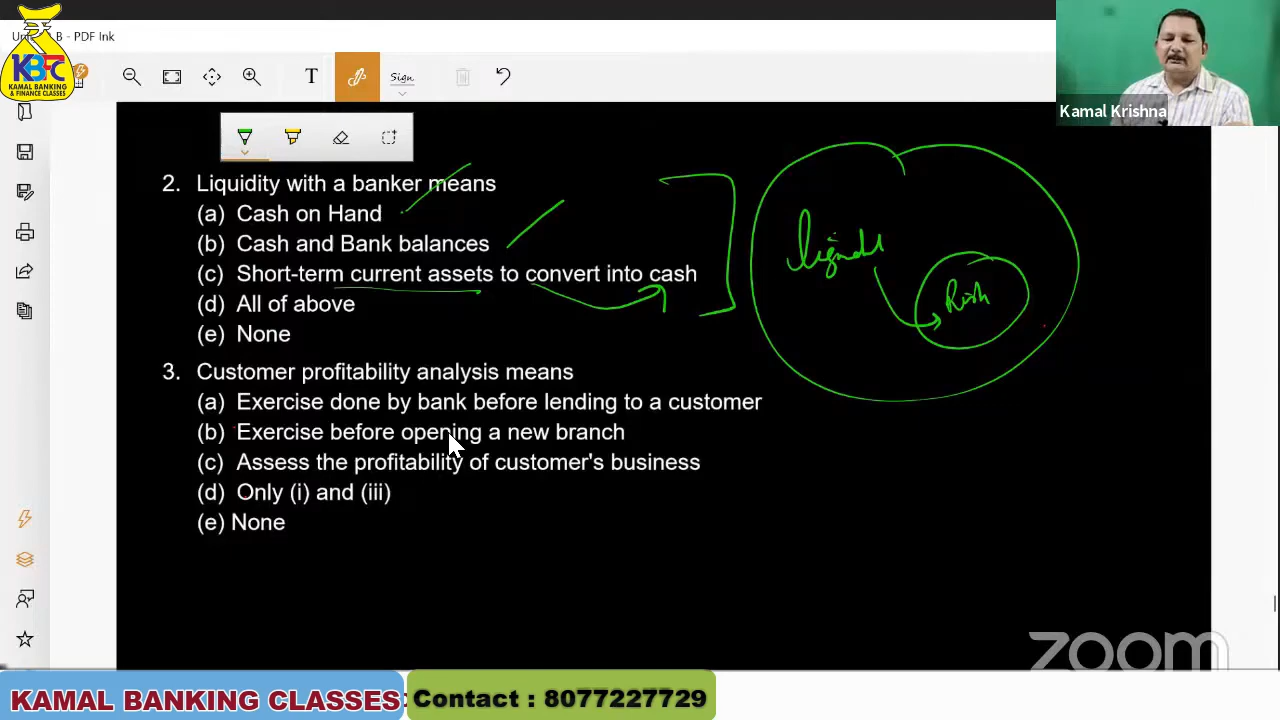 B - PDF Ink
KBFC
KAMAL BANKING
& FINANCE CLASSES
T
Sign
Kamal Krishna
2. Liquidity with a banker means
(a) Cash on Hand
(b) Cash and Bank balances
(c) Short-term current assets to convert into cash
(d) All of above
(e) None
Risk
3. Customer profitability analysis means
(a) Exercise done by bank before lending to a customer
(b) Exercise before opening a new branch
(c) Assess the profitability of customer's business
(d) Only (i) and (iii)
(e) None
zoom
KAMAL BANKING CLASSES
Contact : 8077227729